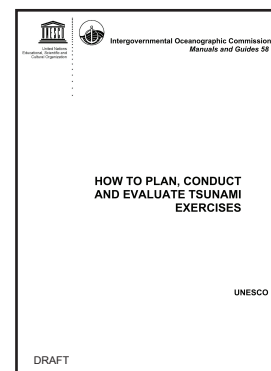 Intergovernmental Oceanographic Commission
Manuals and Guides 58
United Nations
Educational, Scientific and
Cultural Organization
HOW TO PLAN, CONDUCT
AND EVALUATE TSUNAMI
EXERCISES
UNESCO
DRAFT